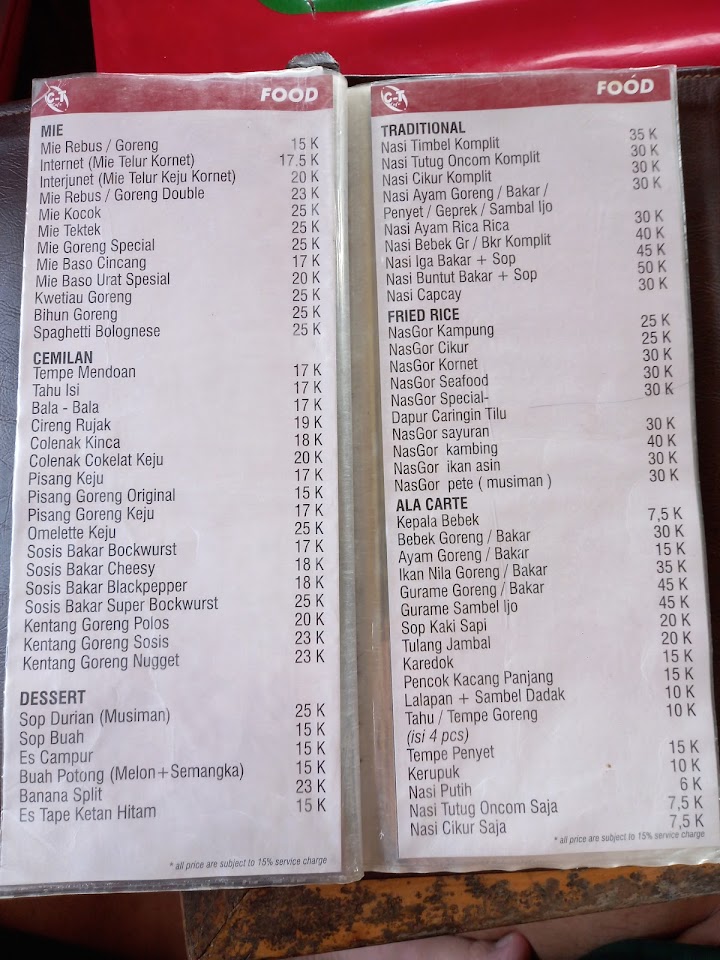 C-T
FOOD
MIE
Mie Rebus / Goreng 15 K
Internet (Mie Telur Kornet) 17.5 K
Interjunet (Mie Telur Keju Kornet) 20 K
Mie Rebus / Goreng Double 23 K
Mie Kocok 25 K
Mie Tektek 25 K
Mie Goreng Special 25 K
Mie Baso Cincang 17 K
Mie Baso Urat Spesial 20 K
Kwetiau Goreng 25 K
Bihun Goreng 25 K
Spaghetti Bolognese 25 K
CEMILAN
Tempe Mendoan 17 K
Tahu Isi 17 K
Bala - Bala 17 K
Cireng Rujak 19 K
Colenak Kinca 18 K
Colenak Cokelat Keju 20 K
Pisang Keju 17 K
Pisang Goreng Original 15 K
Pisang Goreng Keju 17 K
Omelette Keju 25 K
Sosis Bakar Bockwurst 17 K
Sosis Bakar Cheesy 18 K
Sosis Bakar Blackpepper 18 K
Sosis Bakar Super Bockwurst 25 K
Kentang Goreng Polos 20 K
Kentang Goreng Sosis 23 K
Kentang Goreng Nugget 23 K
DESSERT
Sop Durian (Musiman) 25 K
Sop Buah 15 K
Es Campur 15 K
Buah Potong (Melon+Semangka) 15 K
Banana Split 23 K
Es Tape Ketan Hitam 15 K
* all price are subject to 15% service charge
C-T
FOOD
TRADITIONAL
Nasi Timbel Komplit 35 K
Nasi Tutug Oncom Komplit 30 K
Nasi Cikur Komplit 30 K
Nasi Ayam Goreng / Bakar / 30 K
Penyet / Geprek / Sambal Ijo
Nasi Ayam Rica Rica 30 K
Nasi Bebek Gr / Bkr Komplit 40 K
Nasi Iga Bakar + Sop 45 K
Nasi Buntut Bakar + Sop 50 K
Nasi Capcay 30 K
FRIED RICE
NasGor Kampung 25 K
NasGor Cikur 25 K
NasGor Kornet 30 K
NasGor Seafood 30 K
NasGor Special- 30 K
Dapur Caringin Tilu
NasGor sayuran 30 K
NasGor kambing 40 K
NasGor ikan asin 30 K
NasGor pete ( musiman ) 30 K
ALA CARTE
Kepala Bebek 7,5 K
Bebek Goreng / Bakar 30 K
Ayam Goreng / Bakar 15 K
Ikan Nila Goreng / Bakar 35 K
Gurame Goreng / Bakar 45 K
Gurame Sambel Ijo 45 K
Sop Kaki Sapi 20 K
Tulang Jambal 20 K
Karedok 15 K
Pencok Kacang Panjang 15 K
Lalapan + Sambel Dadak 10 K
Tahu / Tempe Goreng 10 K
(isi 4 pcs)
Tempe Penyet 15 K
Kerupuk 10 K
Nasi Putih 6 K
Nasi Tutug Oncom Saja 7,5 K
Nasi Cikur Saja 7,5 K
* all price are subject to 15% service charge